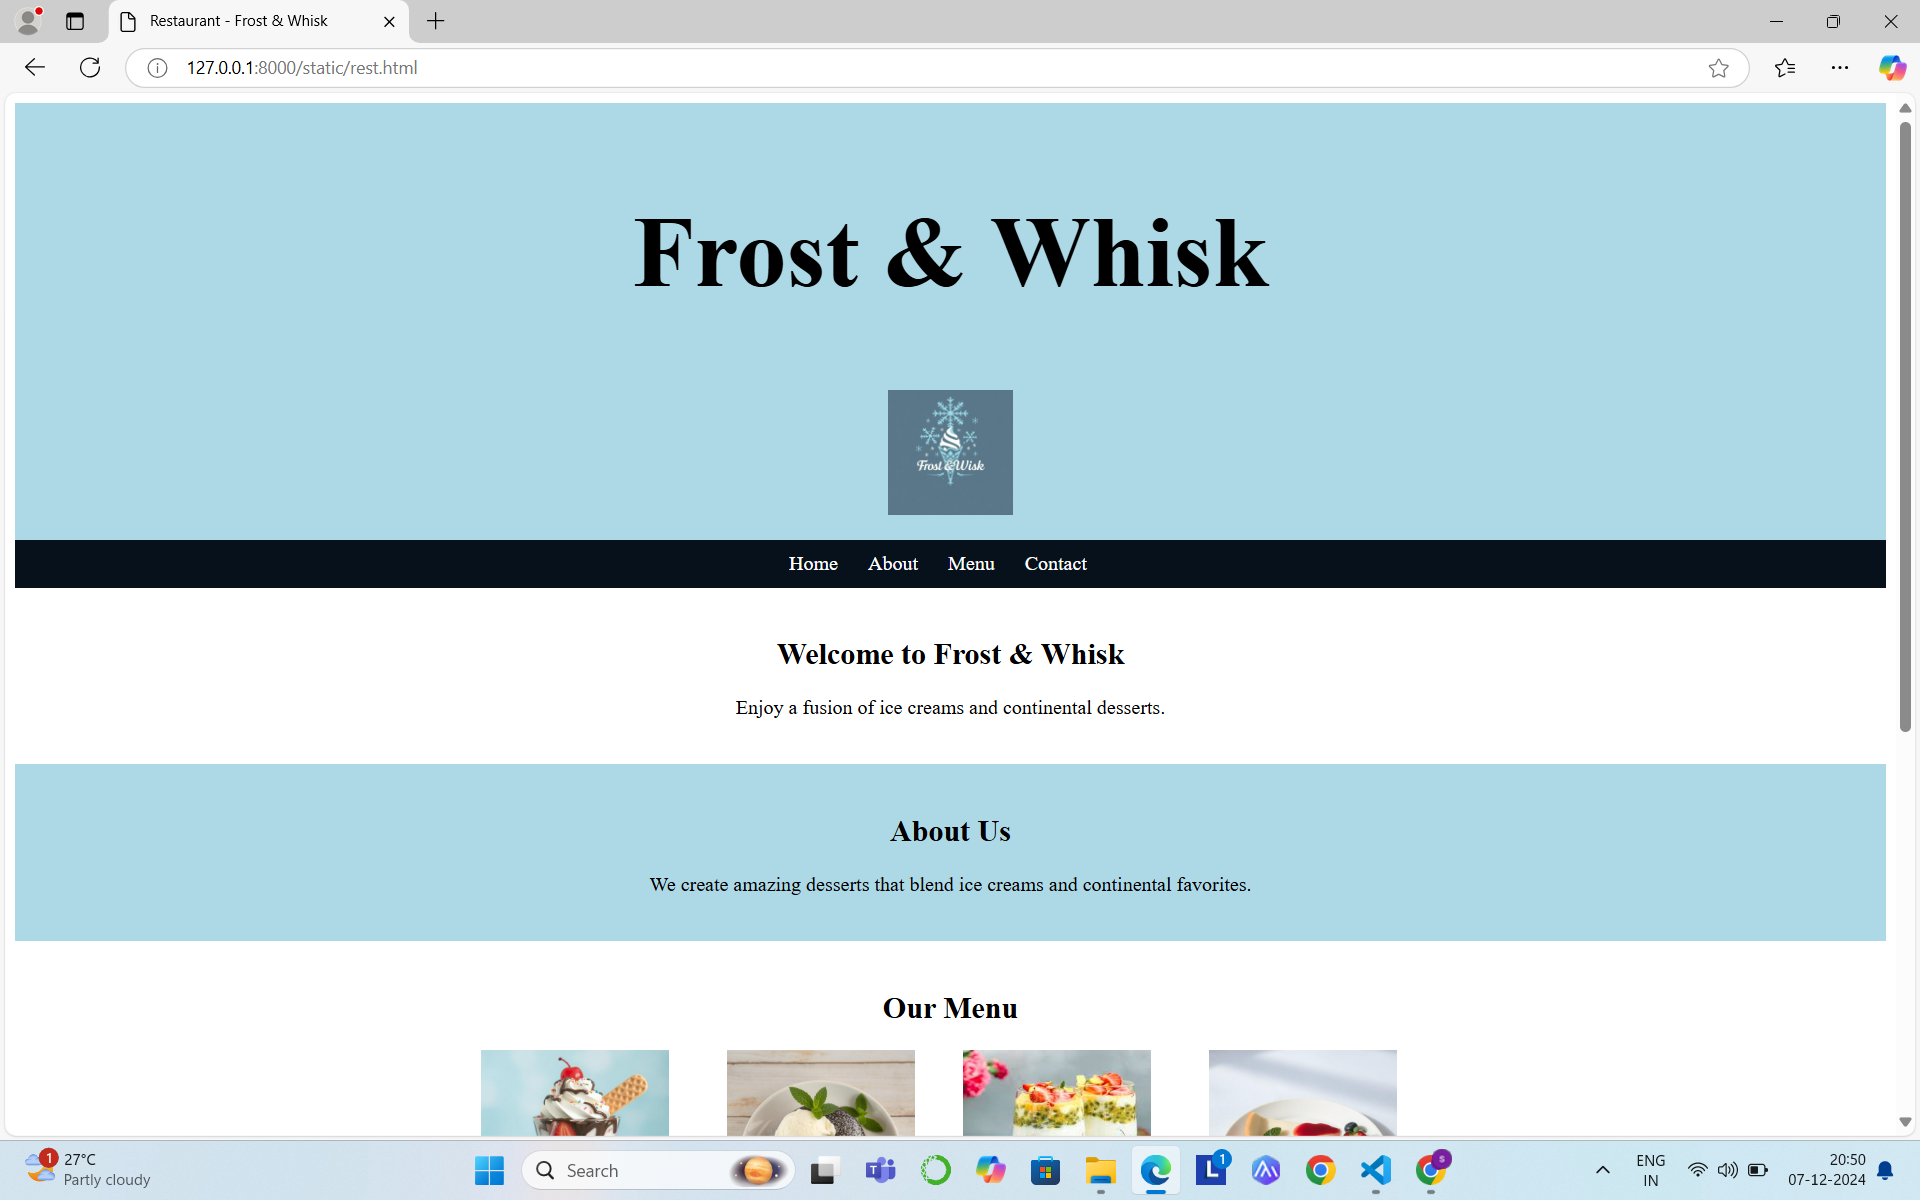 Restaurant - Frost & Whisk
127.0.0.1:8000/static/rest.html
Frost & Whisk
Frost & Wisk
Home About Menu Contact
Welcome to Frost & Whisk
Enjoy a fusion of ice creams and continental desserts.
About Us
We create amazing desserts that blend ice creams and continental favorites.
Our Menu
1
27°C
Partly cloudy
Search
L
1
S
ENG
IN
20:50
07-12-2024